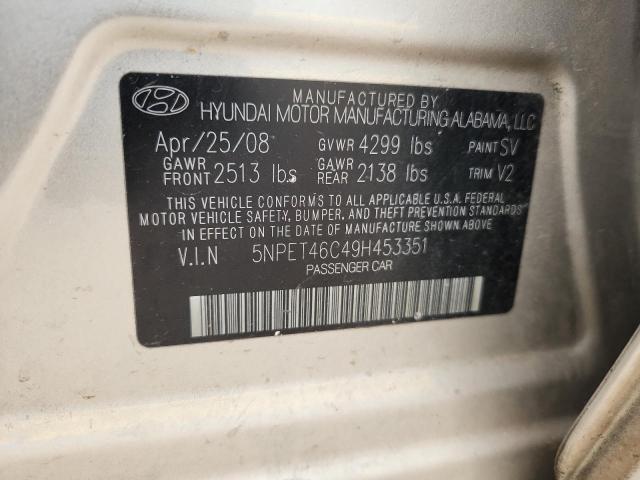 MANUFACTURED BY
HYUNDAI MOTOR MANUFACTURING ALABAMA, LLC
Apr/25/08 GVWR 4299 lbs PAINT SV
GAWR FRONT 2513 lbs GAWR REAR 2138 lbs TRIM V2
THIS VEHICLE CONFORMS TO ALL APPLICABLE U.S.A. FEDERAL
MOTOR VEHICLE SAFETY, BUMPER, AND THEFT PREVENTION STANDARDS
IN EFFECT ON THE DATE OF MANUFACTURE SHOWN ABOVE.
V.I.N 5NPET46C49H453351
PASSENGER CAR